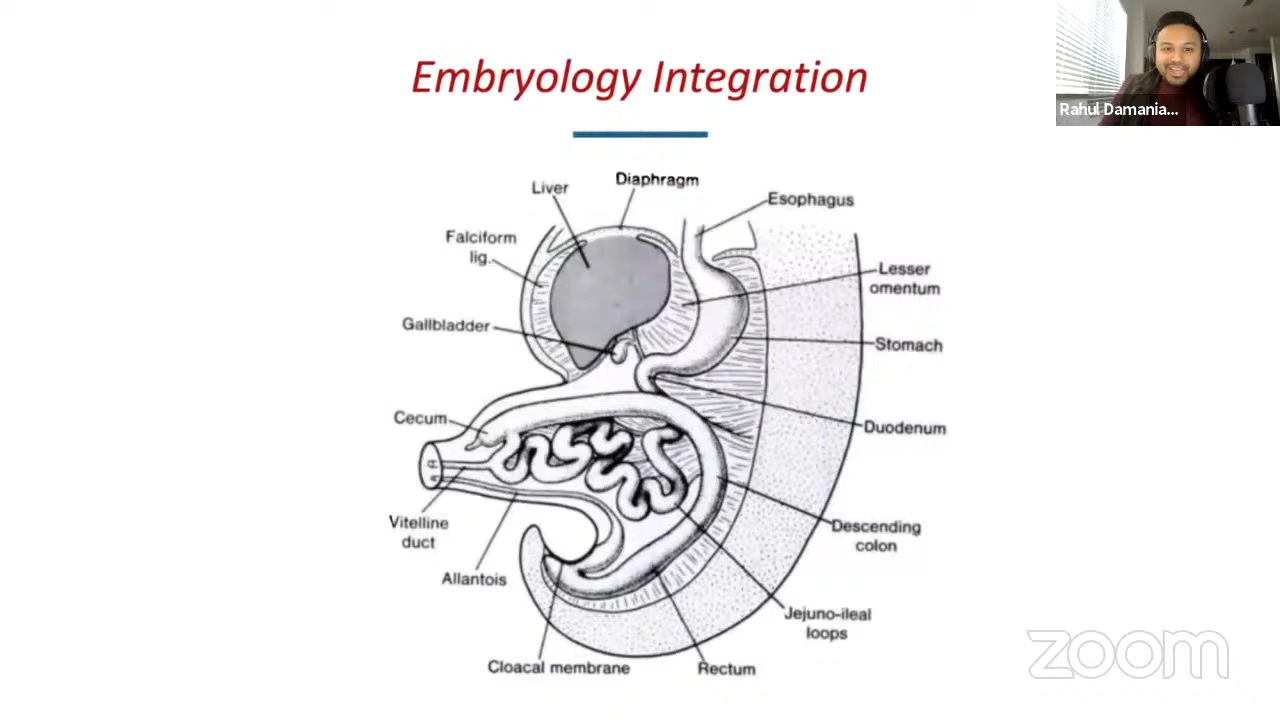 Embryology Integration
Rahul Damania...
Liver
Diaphragm
Esophagus
Falciform
lig.
Lesser
omentum
Gallbladder
Stomach
Cecum
Duodenum
Vitelline
duct
Descending
colon
Allantois
Jejuno-ileal
loops
Cloacal membrane
Rectum
zoom